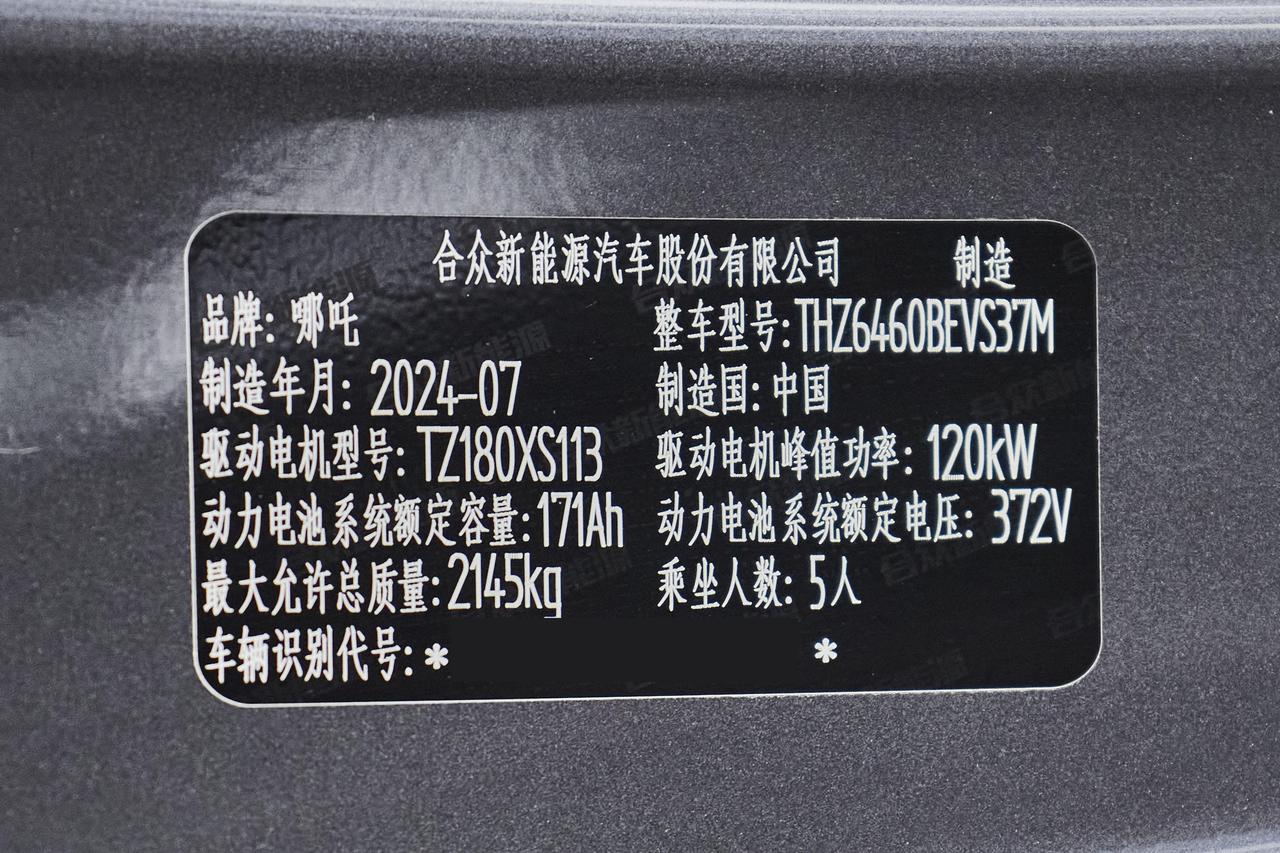 合众新能源汽车股份有限公司 制造
品牌: 哪吒 整车型号:THZ6460BEVS37M
制造年月: 2024-07 制造国: 中国
驱动电机型号: TZ180XS113 驱动电机峰值功率: 120kW
动力电池系统额定容量:171Ah 动力电池系统额定电压: 372V
最大允许总质量:2145kg 乘坐人数: 5人
车辆识别代号:* *